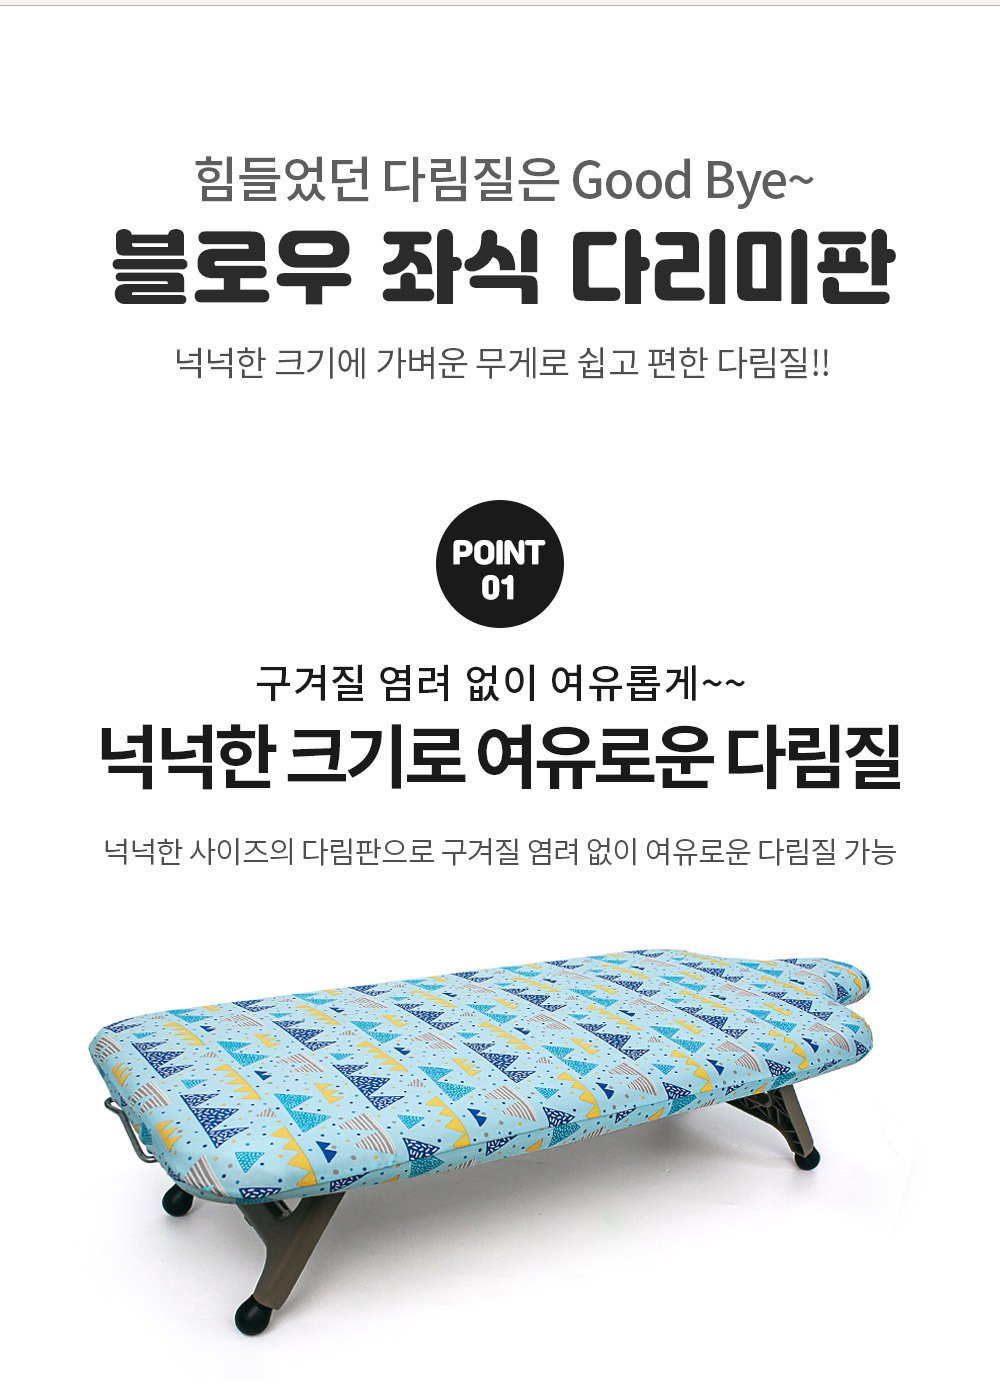 힘들었던 다림질은 Good Bye~
블로우 좌식 다리미판
넉넉한 크기에 가벼운 무게로 쉽고 편한 다림질!!
POINT
01
구겨질 염려 없이 여유롭게~~
넉넉한 크기로 여유로운 다림질
넉넉한 사이즈의 다림판으로 구겨질 염려 없이 여유로운 다림질 가능